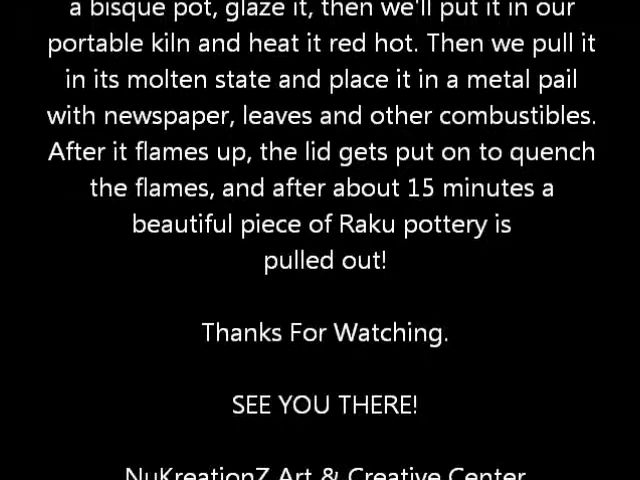 a bisque pot, glaze it, then we'll put it in our
portable kiln and heat it red hot. Then we pull it
in its molten state and place it in a metal pail
with newspaper, leaves and other combustibles.
After it flames up, the lid gets put on to quench
the flames, and after about 15 minutes a
beautiful piece of Raku pottery is
pulled out!
Thanks For Watching.
SEE YOU THERE!
NuKreationZ Art & Creative Center